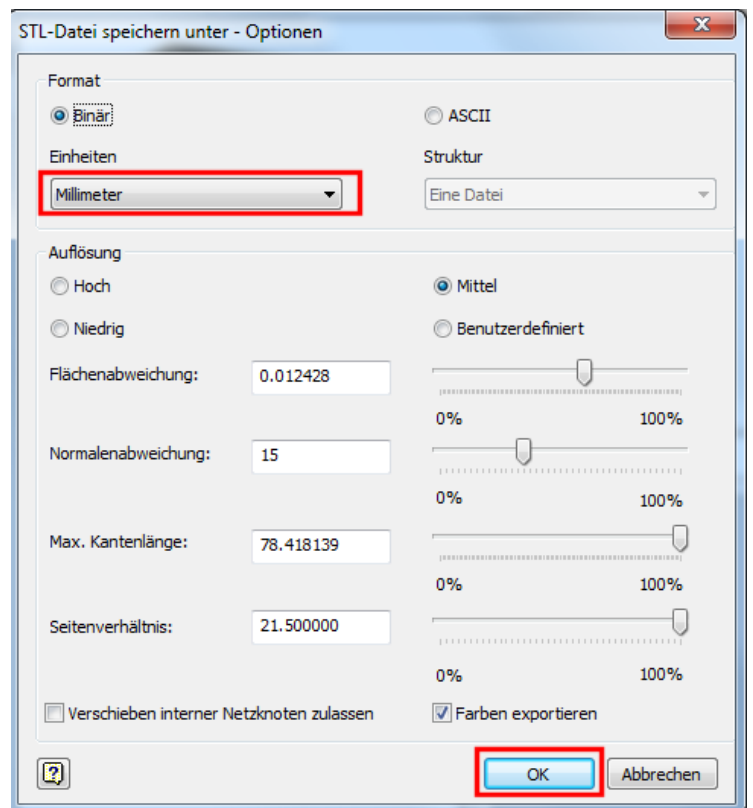 STL-Datei speichern unter - Optionen
Format
Binär
ASCII
Einheiten
Struktur
Millimeter
Eine Datei
Auflösung
Hoch
Mittel
Niedrig
Benutzerdefiniert
Flächenabweichung:
0.012428
0%
100%
Normalenabweichung:
15
0%
100%
Max. Kantenlänge:
78.418139
0%
100%
Seitenverhältnis:
21.500000
0%
100%
Verschieben interner Netzknoten zulassen
Farben exportieren
?
OK
Abbrechen